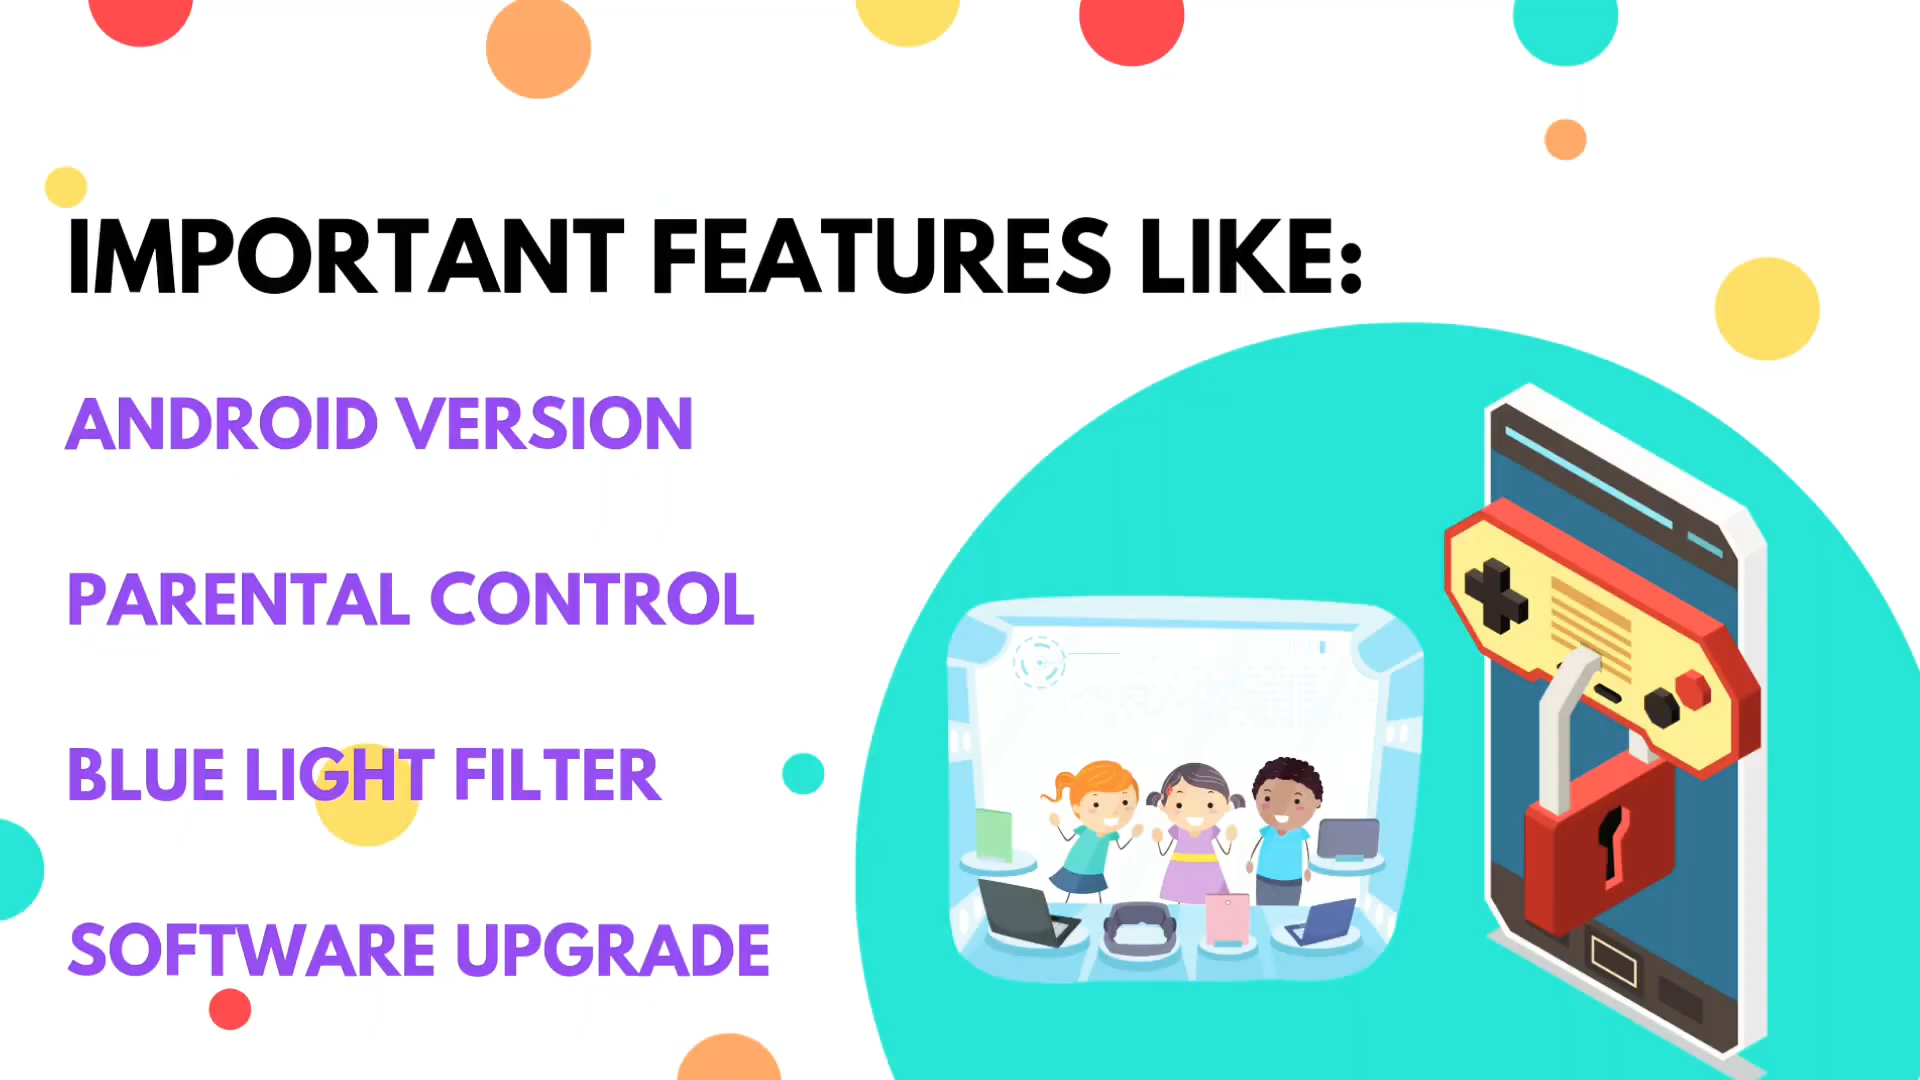 IMPORTANT FEATURES LIKE:
ANDROID VERSION
PARENTAL CONTROL
BLUE LIGHT FILTER
SOFTWARE UPGRADE